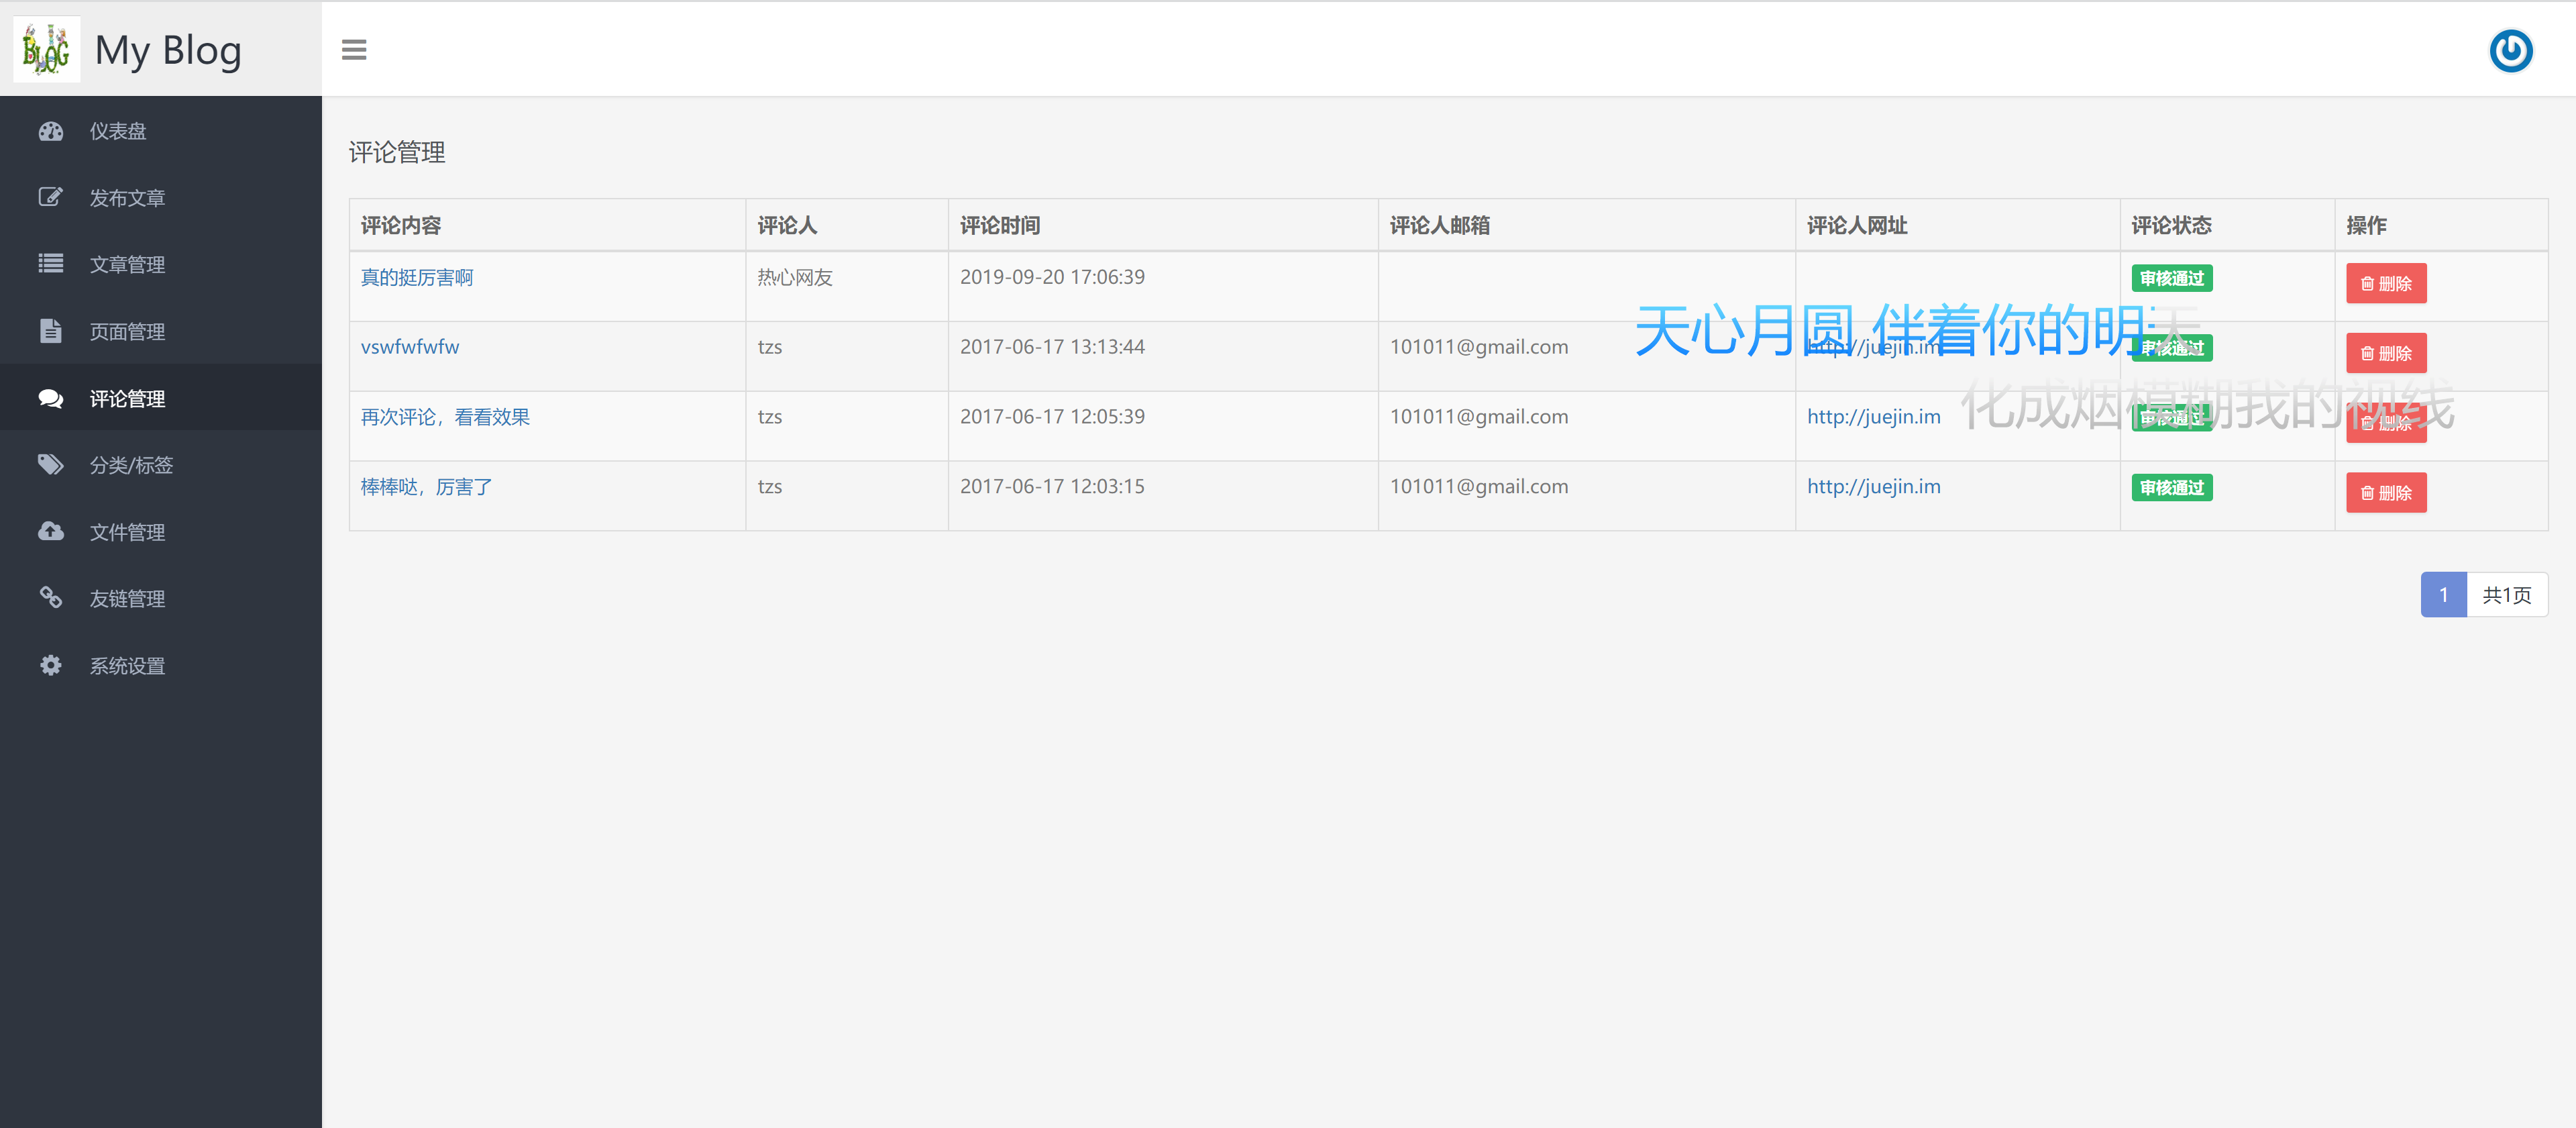 BLOG My Blog
仪表盘
发布文章
文章管理
页面管理
评论管理
分类/标签
文件管理
友链管理
系统设置
评论管理
评论内容 评论人 评论时间 评论人邮箱 评论人网址 评论状态 操作
真的挺厉害啊 热心网友 2019-09-20 17:06:39 审核通过 删除
天心月圆 伴着你的明天
vswfwfwfw tzs 2017-06-17 13:13:44 101011@gmail.com http://juejin.im 审核通过 删除
化成烟模糊我的视线
再次评论，看看效果 tzs 2017-06-17 12:05:39 101011@gmail.com http://juejin.im 审核通过 删除
棒棒哒，厉害了 tzs 2017-06-17 12:03:15 101011@gmail.com http://juejin.im 审核通过 删除
1 共1页